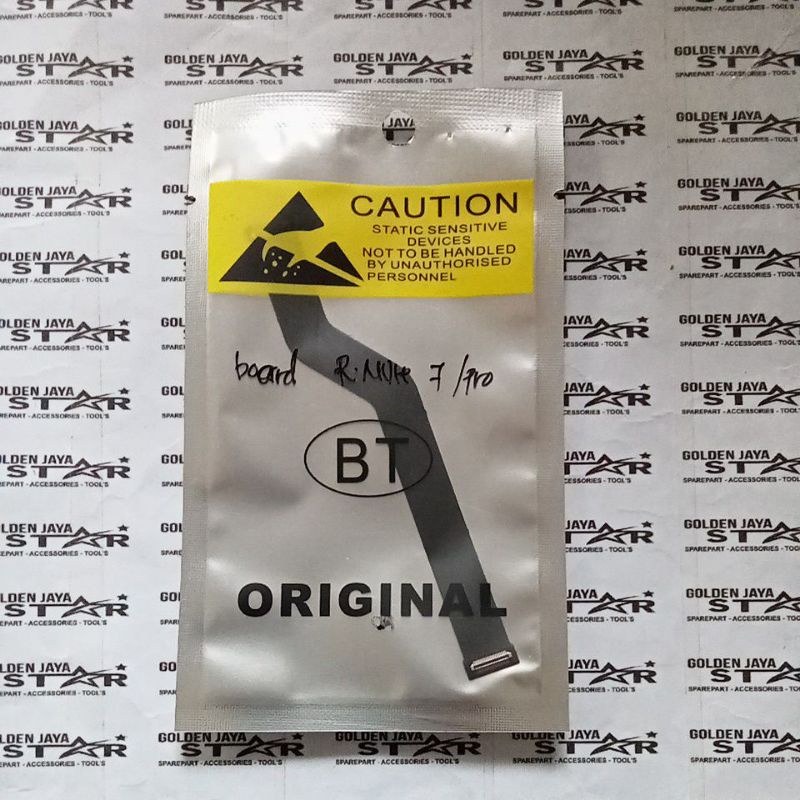 CAUTION
STATIC SENSITIVE
DEVICES
NOT TO BE HANDLED
BY UNAUTHORISED
PERSONNEL
board R.Note 7/Pro
BT
ORIGINAL
GOLDEN JAYA
STAR
SPAREPART - ACCESSORIES - TOOL'S